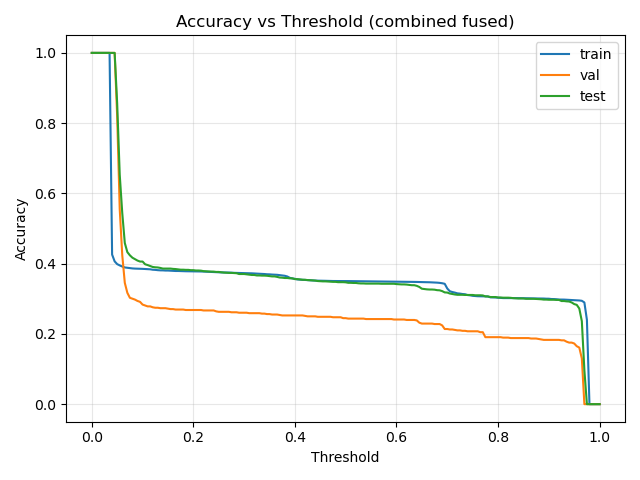 Accuracy vs Threshold (combined fused)
train
val
test
1.0
0.8
0.6
0.4
0.2
0.0
Accuracy
0.0 0.2 0.4 0.6 0.8 1.0
Threshold